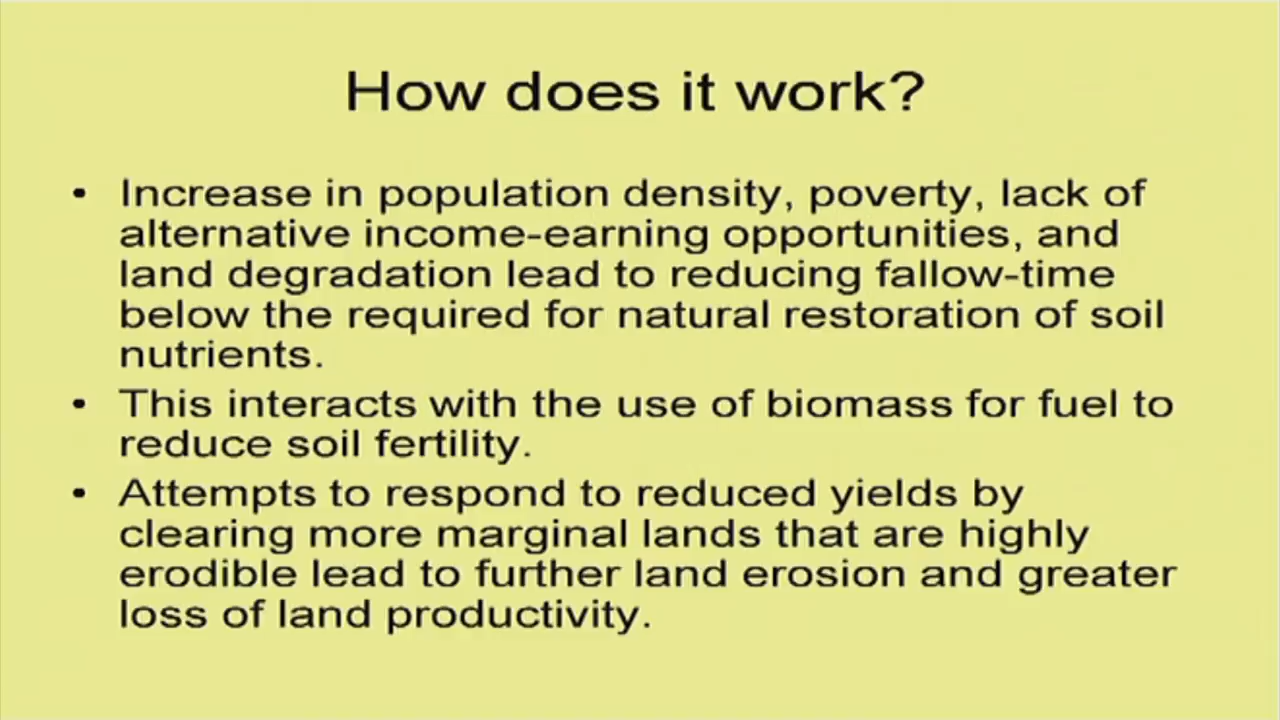 How does it work?
• Increase in population density, poverty, lack of
alternative income-earning opportunities, and
land degradation lead to reducing fallow-time
below the required for natural restoration of soil
nutrients.
• This interacts with the use of biomass for fuel to
reduce soil fertility.
• Attempts to respond to reduced yields by
clearing more marginal lands that are highly
erodible lead to further land erosion and greater
loss of land productivity.